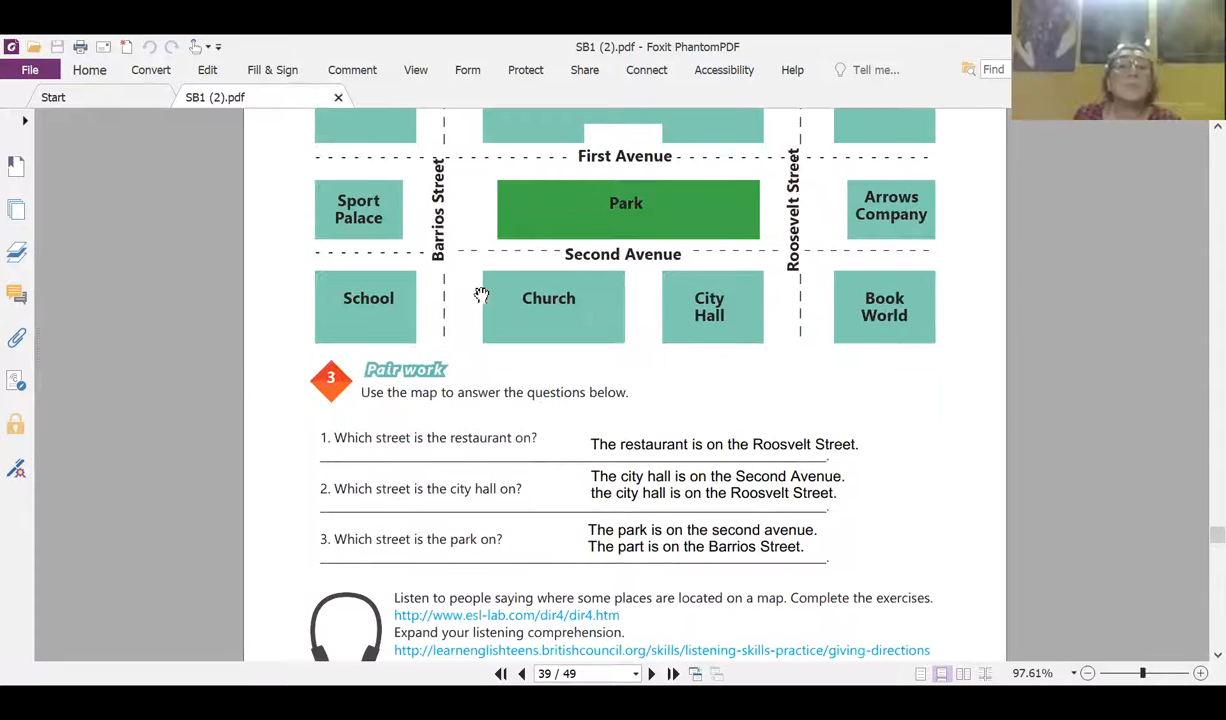 SB1 (2).pdf - Foxit PhantomPDF
File Home Convert Edit Fill & Sign Comment View Form Protect Share Connect Accessibility Help Tell me... Find
Start SB1 (2).pdf
First Avenue
Barrios Street
Roosevelt Street
Sport
Palace
Park
Arrows
Company
Second Avenue
School
Church
City
Hall
Book
World
3
Pair work
Use the map to answer the questions below.
1. Which street is the restaurant on?
The restaurant is on the Roosvelt Street.
2. Which street is the city hall on?
The city hall is on the Second Avenue.
the city hall is on the Roosvelt Street.
3. Which street is the park on?
The park is on the second avenue.
The part is on the Barrios Street.
Listen to people saying where some places are located on a map. Complete the exercises.
http://www.esl-lab.com/dir4/dir4.htm
Expand your listening comprehension.
http://learnenglishteens.britishcouncil.org/skills/listening-skills-practice/giving-directions
39 / 49
97.61%